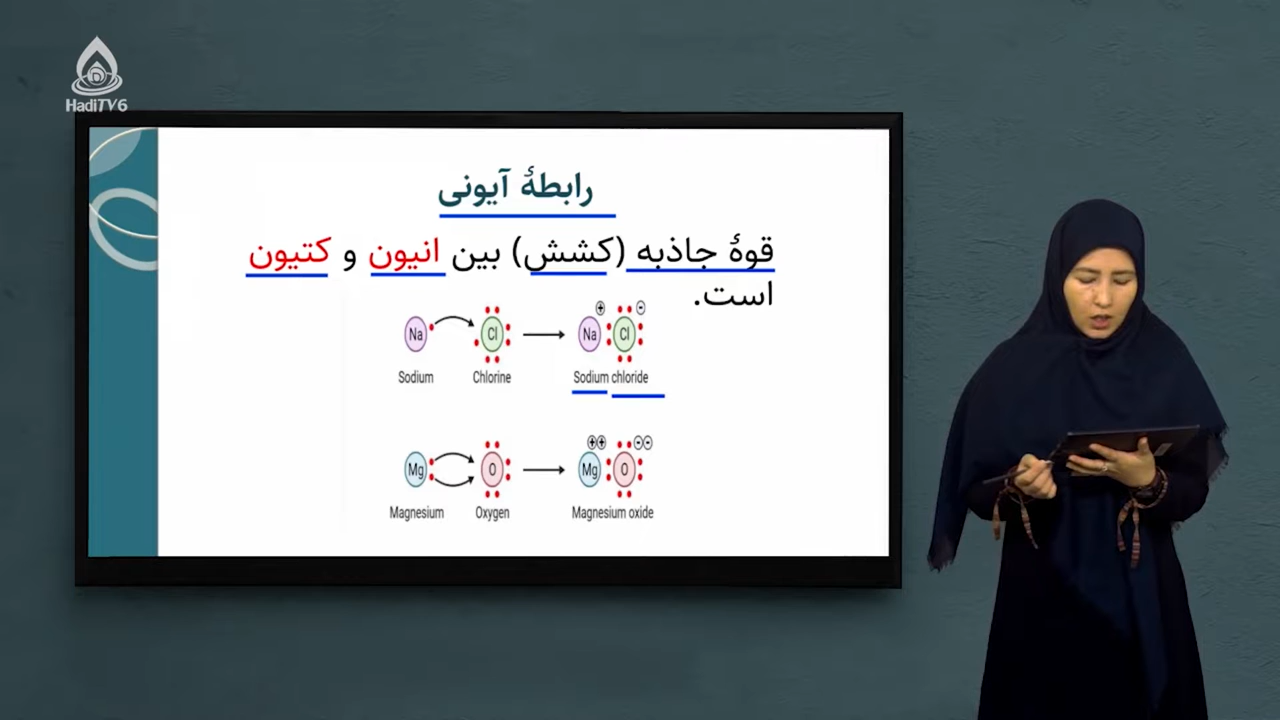 HadiTV6
رابطهٔ آیونی
قوهٔ جاذبه (کشش) بین انیون و کتیون
است.
Na Cl Na + Cl -
Sodium Chlorine Sodium chloride
Mg O Mg ++ O --
Magnesium Oxygen Magnesium oxide